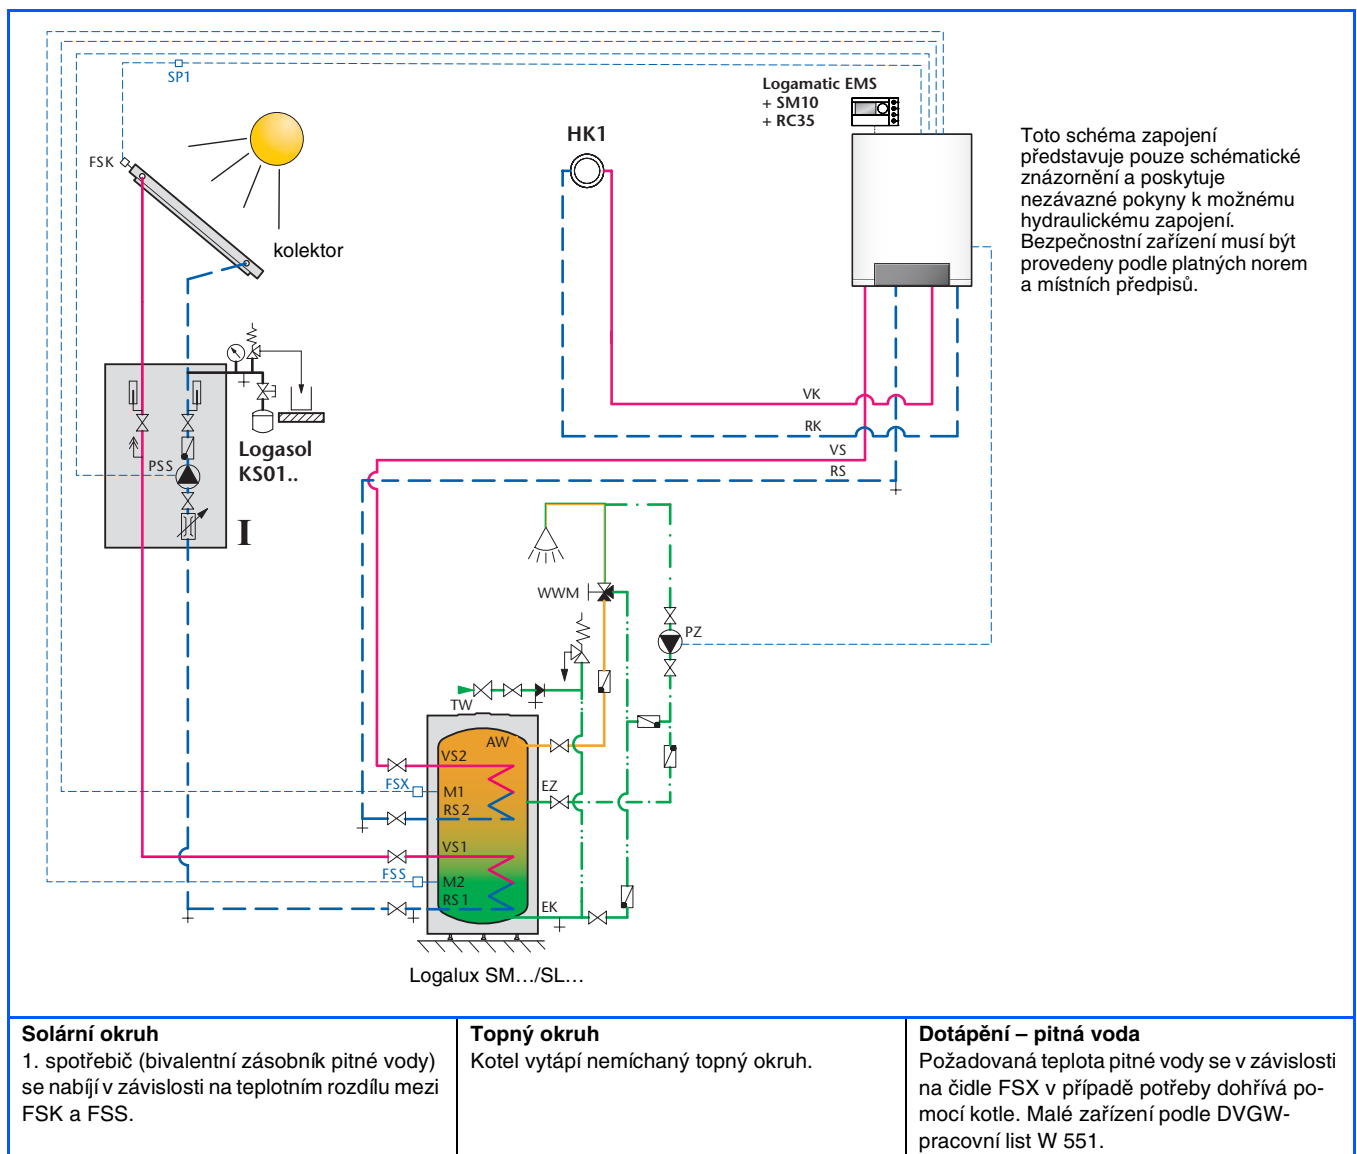 SP1
Logamatic EMS
+ SM10
+ RC35
HK1
FSK
kolektor
Toto schéma zapojení
představuje pouze schématické
znázornění a poskytuje
nezávazné pokyny k možnému
hydraulickému zapojení.
Bezpečnostní zařízení musí být
provedeny podle platných norem
a místních předpisů.
VK
RK
VS
RS
Logasol
KS01..
PSS
I
WWM
PZ
TW
AW
VS2
FSX
M1
EZ
RS2
VS1
FSS
M2
RS1
EK
Logalux SM…/SL…
Solární okruh
1. spotřebič (bivalentní zásobník pitné vody)
se nabíjí v závislosti na teplotním rozdílu mezi
FSK a FSS.
Topný okruh
Kotel vytápí nemíchaný topný okruh.
Dotápění – pitná voda
Požadovaná teplota pitné vody se v závislosti
na čidle FSX v případě potřeby dohřívá po-
mocí kotle. Malé zařízení podle DVGW-
pracovní list W 551.